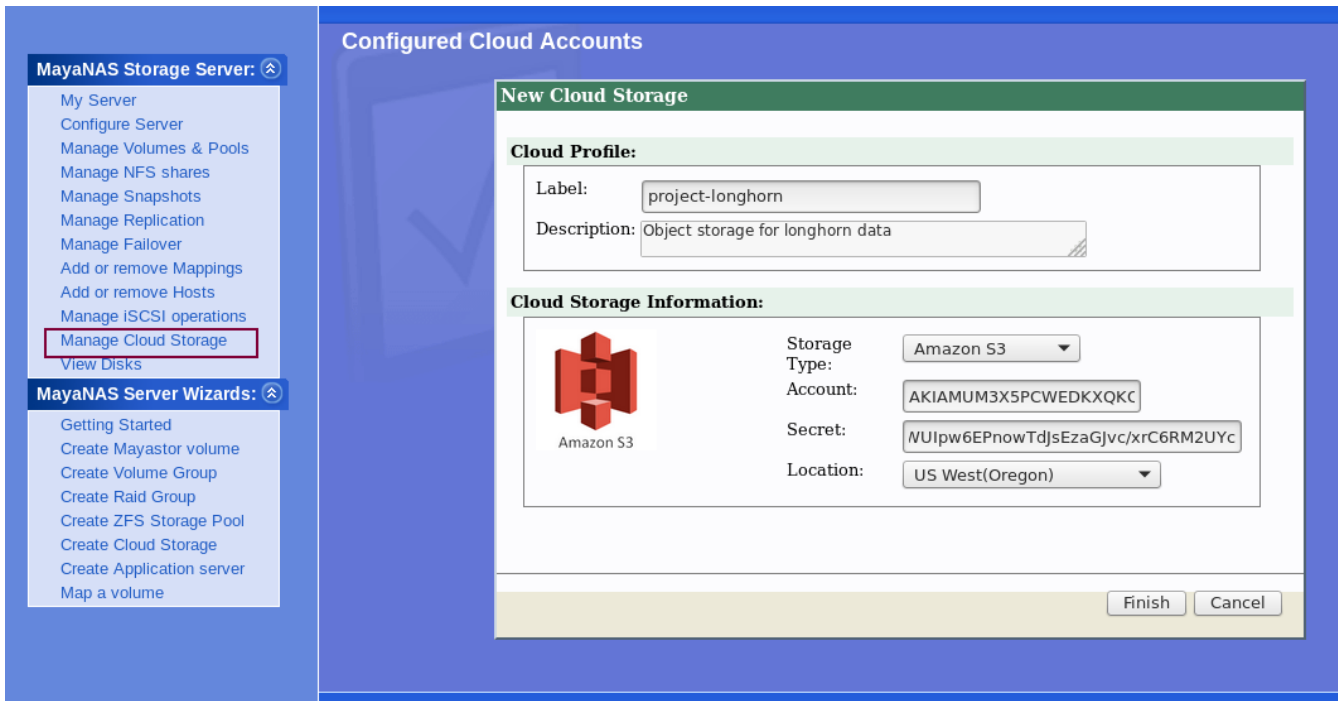 Configured Cloud Accounts
MayaNAS Storage Server:
My Server
Configure Server
Manage Volumes & Pools
Manage NFS shares
Manage Snapshots
Manage Replication
Manage Failover
Add or remove Mappings
Add or remove Hosts
Manage iSCSI operations
Manage Cloud Storage
View Disks
MayaNAS Server Wizards:
Getting Started
Create Mayastor volume
Create Volume Group
Create Raid Group
Create ZFS Storage Pool
Create Cloud Storage
Create Application server
Map a volume
New Cloud Storage
Cloud Profile:
Label: project-longhorn
Description: Object storage for longhorn data
Cloud Storage Information:
Amazon S3
Storage
Type: Amazon S3
Account:
Secret:
Location: US West(Oregon)
Finish Cancel